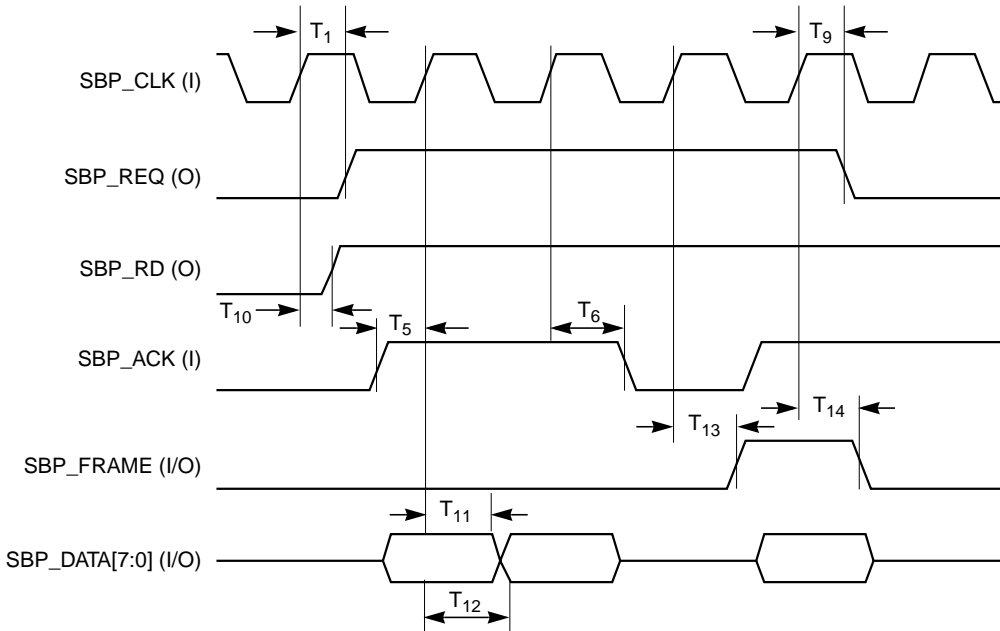 T1
T9
SBP_CLK (I)
SBP_REQ (O)
SBP_RD (O)
T10
T5
T6
SBP_ACK (I)
T13
T14
SBP_FRAME (I/O)
T11
SBP_DATA[7:0] (I/O)
T12